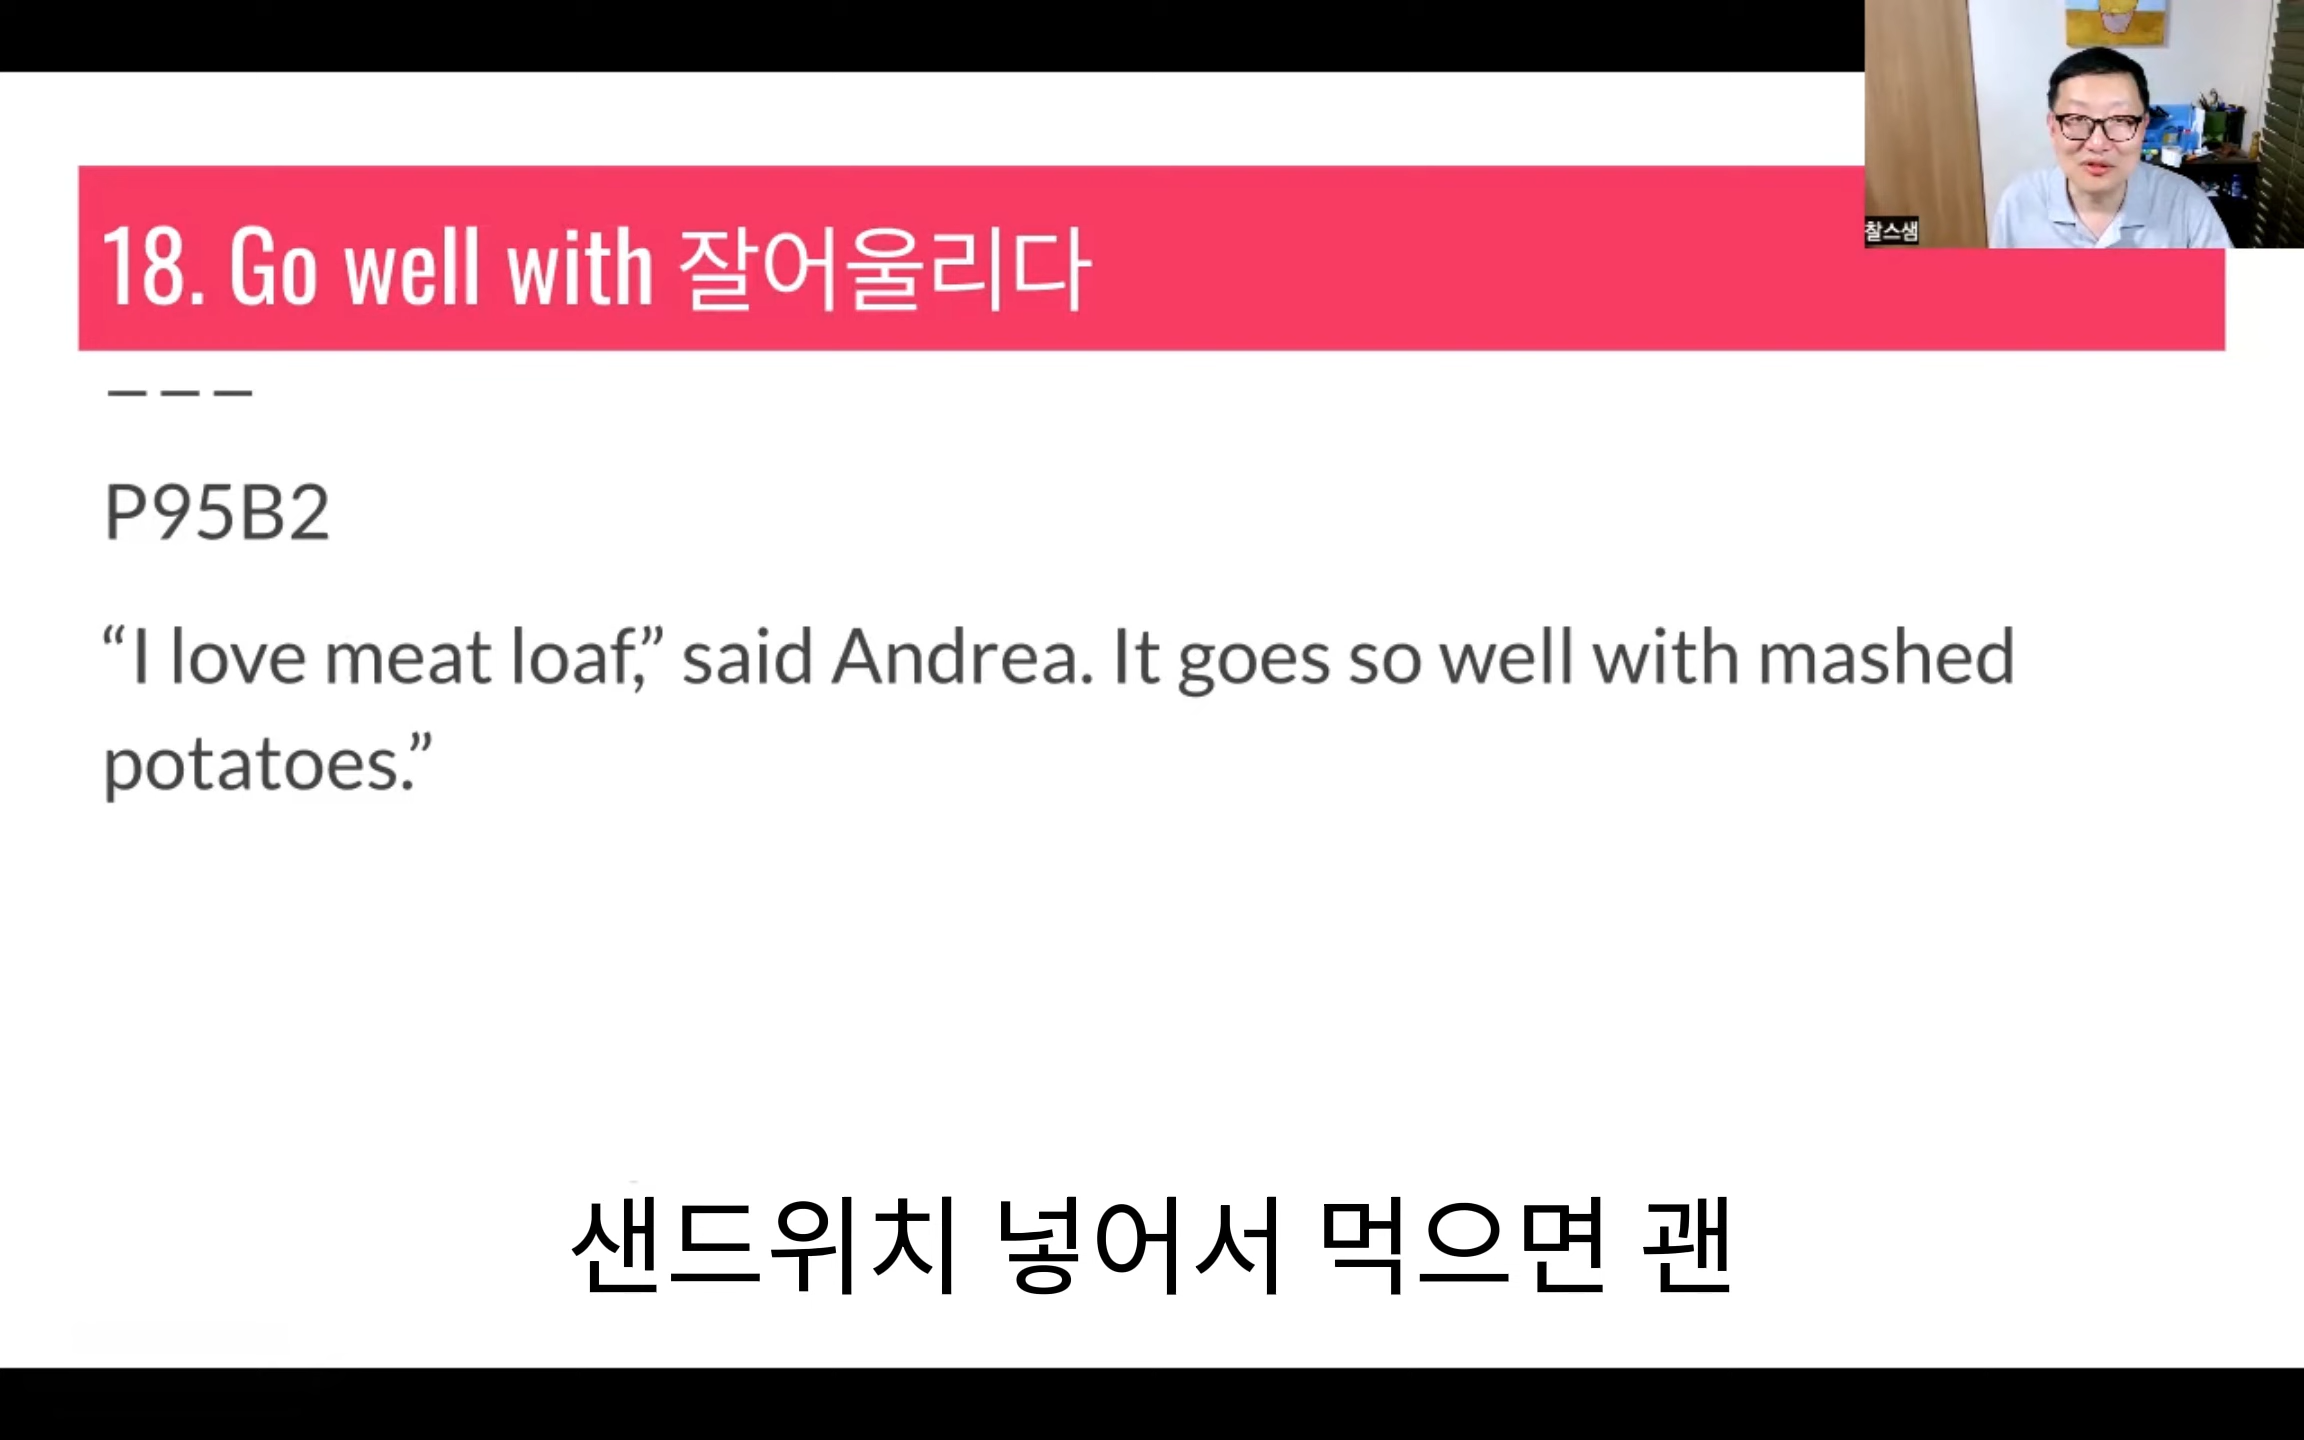 찰스샘
18. Go well with 잘어울리다
———
P95B2
“I love meat loaf,” said Andrea. It goes so well with mashed
potatoes.”
샌드위치 넣어서 먹으면 괜